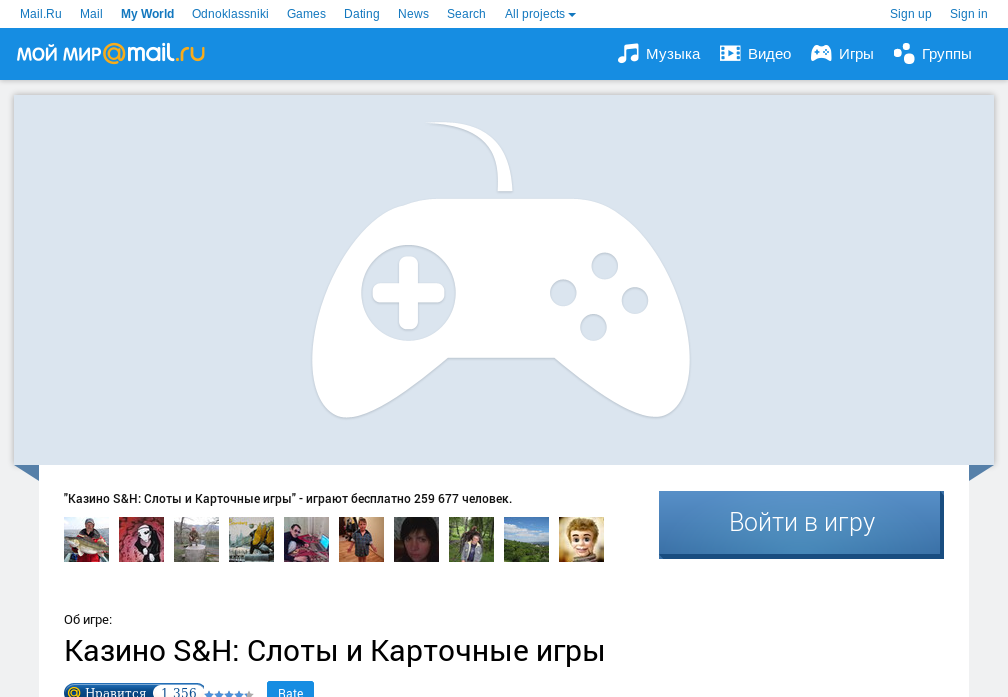 Mail.Ru Mail My World Odnoklassniki Games Dating News Search All projects Sign up Sign in
мой мир@mail.ru Музыка Видео Игры Группы
"Казино S&H: Слоты и Карточные игры" - играют бесплатно 259 677 человек.
Войти в игру
Об игре:
Казино S&H: Слоты и Карточные игры
Нравится 1 356 Rate